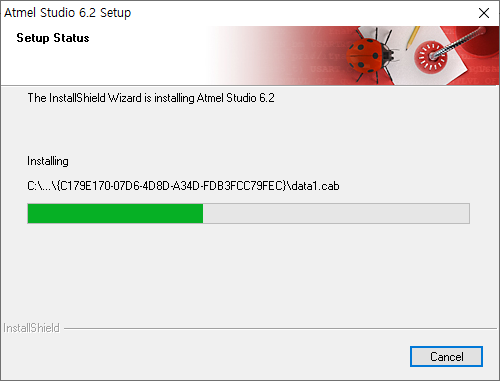 Atmel Studio 6.2 Setup
Setup Status
The InstallShield Wizard is installing Atmel Studio 6.2
Installing
C:\...\{C179E170-07D6-4D8D-A34D-FDB3FCC79FEC}\data1.cab
InstallShield
Cancel